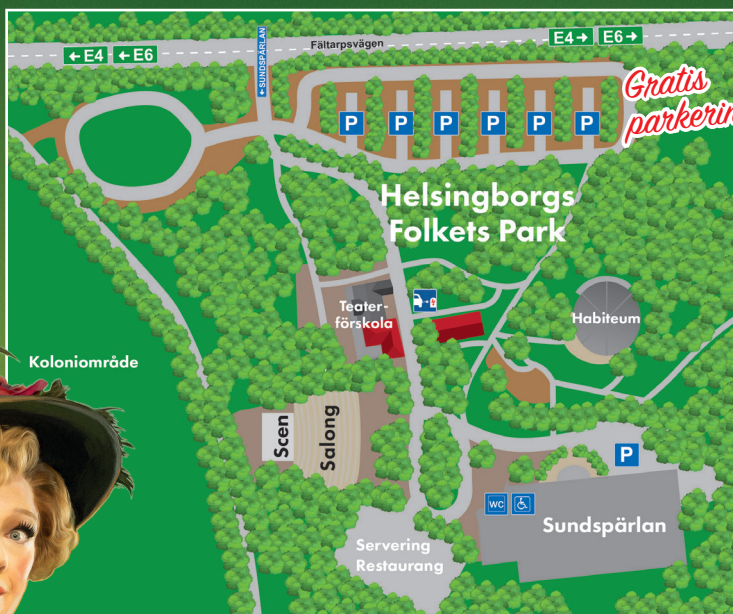 ← E4
← E6
← SUNDSPÄRLAN
Fältarpsvägen
E4 →
E6 →
Gratis
parkerin
P P P P P P
Helsingborgs
Folkets Park
Teater-
förskola
Habiteum
Koloniområde
Scen
Salong
P
WC
Sundspärlan
Servering
Restaurang